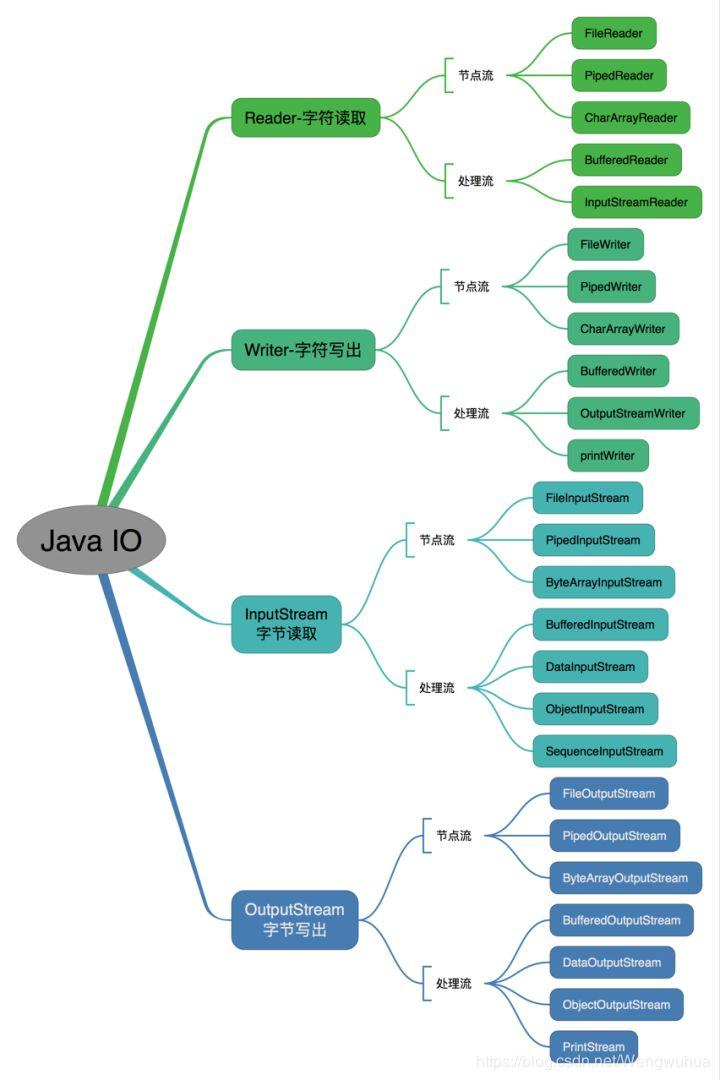 Java IO
Reader-字符读取
节点流
FileReader
PipedReader
CharArrayReader
处理流
BufferedReader
InputStreamReader
Writer-字符写出
节点流
FileWriter
PipedWriter
CharArrayWriter
处理流
BufferedWriter
OutputStreamWriter
printWriter
InputStream
字节读取
节点流
FileInputStream
PipedInputStream
ByteArrayInputStream
处理流
BufferedInputStream
DataInputStream
ObjectInputStream
SequenceInputStream
OutputStream
字节写出
节点流
FileOutputStream
PipedOutputStream
ByteArrayOutputStream
处理流
BufferedOutputStream
DataOutputStream
ObjectOutputStream
PrintStream
https://blog.csdn.net/Wengwuhua